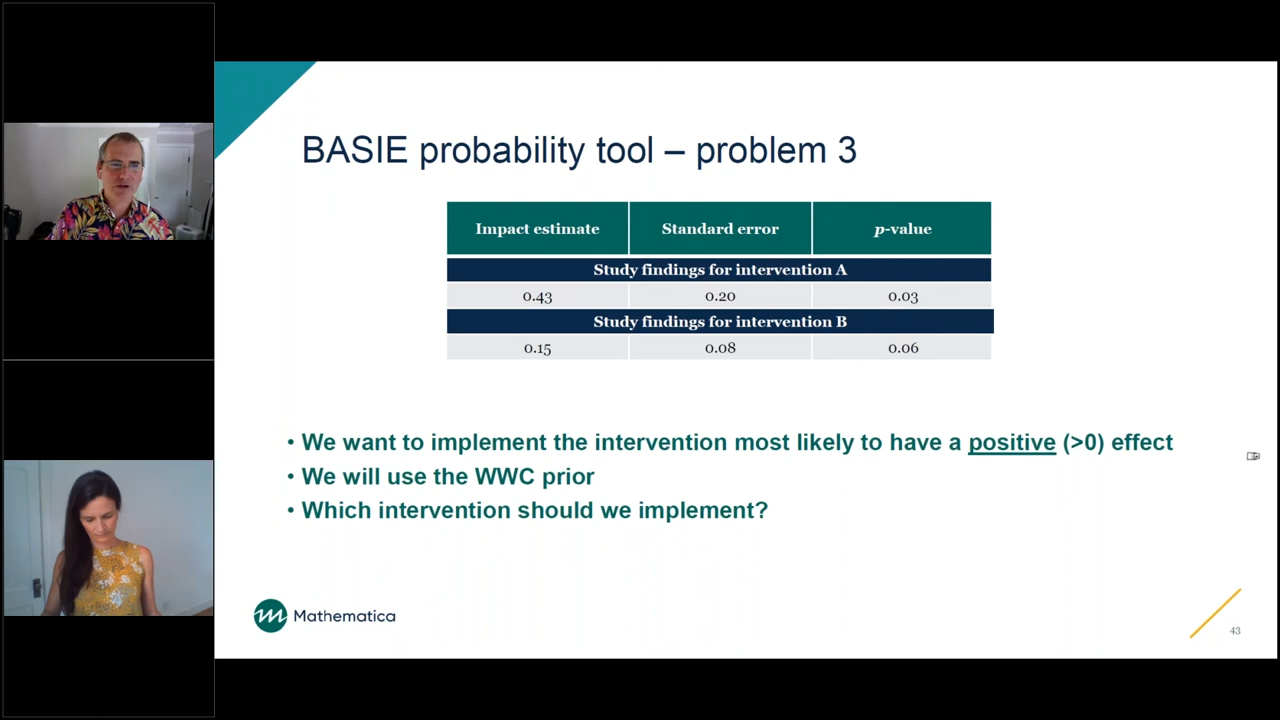 BASIE probability tool – problem 3
Impact estimate Standard error p-value
Study findings for intervention A
0.43 0.20 0.03
Study findings for intervention B
0.15 0.08 0.06
• We want to implement the intervention most likely to have a positive (>0) effect
• We will use the WWC prior
• Which intervention should we implement?
Mathematica
43